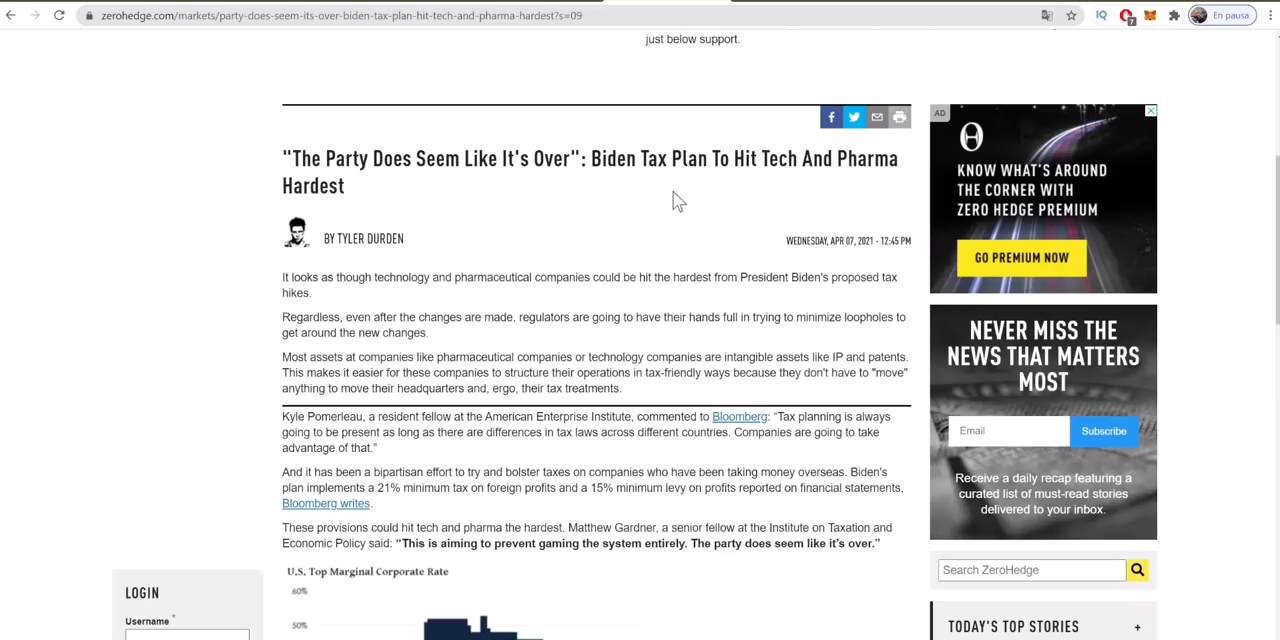 zerohedge.com/markets/party-does-seem-its-over-biden-tax-plan-hit-tech-and-pharma-hardest?s=09
IQ
7
En pausa
just below support.
AD
"The Party Does Seem Like It's Over": Biden Tax Plan To Hit Tech And Pharma
Hardest
BY TYLER DURDEN
WEDNESDAY, APR 07, 2021 - 12:45 PM
It looks as though technology and pharmaceutical companies could be hit the hardest from President Biden's proposed tax
hikes.
Regardless, even after the changes are made, regulators are going to have their hands full in trying to minimize loopholes to
get around the new changes.
Most assets at companies like pharmaceutical companies or technology companies are intangible assets like IP and patents.
This makes it easier for these companies to structure their operations in tax-friendly ways because they don't have to "move"
anything to move their headquarters and, ergo, their tax treatments.
Kyle Pomerleau, a resident fellow at the American Enterprise Institute, commented to Bloomberg: “Tax planning is always
going to be present as long as there are differences in tax laws across different countries. Companies are going to take
advantage of that.”
And it has been a bipartisan effort to try and bolster taxes on companies who have been taking money overseas. Biden's
plan implements a 21% minimum tax on foreign profits and a 15% minimum levy on profits reported on financial statements,
Bloomberg writes.
These provisions could hit tech and pharma the hardest. Matthew Gardner, a senior fellow at the Institute on Taxation and
Economic Policy said: “This is aiming to prevent gaming the system entirely. The party does seem like it’s over.”
U.S. Top Marginal Corporate Rate
60%
50%
KNOW WHAT'S AROUND
THE CORNER WITH
ZERO HEDGE PREMIUM
GO PREMIUM NOW
NEVER MISS THE
NEWS THAT MATTERS
MOST
Email
Subscribe
Receive a daily recap featuring a
curated list of must-read stories
delivered to your inbox.
Search ZeroHedge
TODAY'S TOP STORIES +
LOGIN
Username *